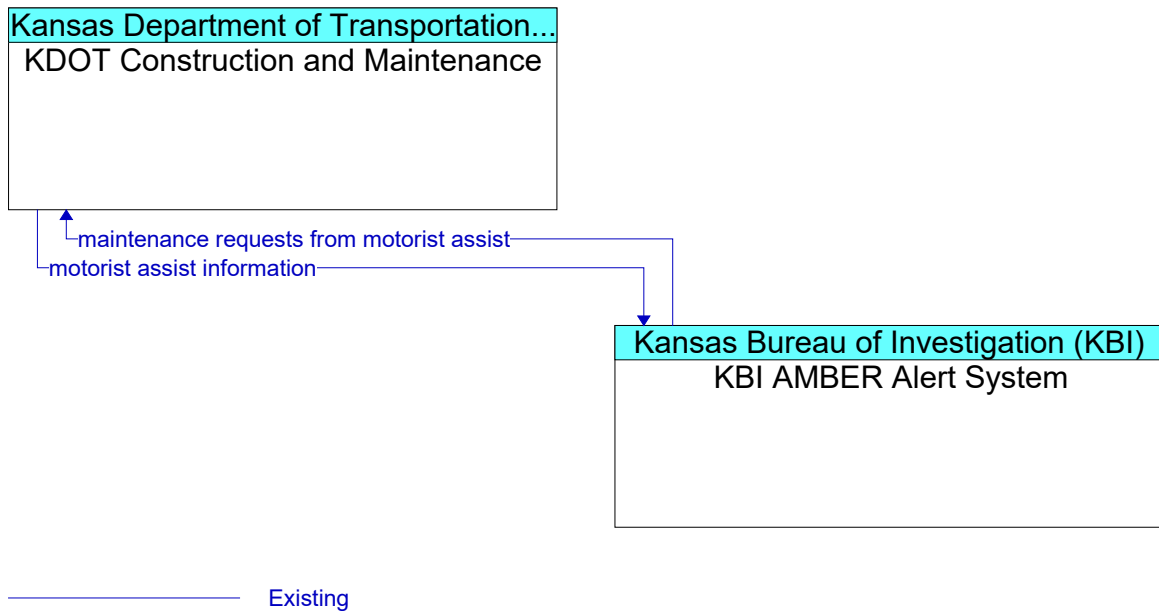 Kansas Department of Transportation...
KDOT Construction and Maintenance
maintenance requests from motorist assist
motorist assist information
Kansas Bureau of Investigation (KBI)
KBI AMBER Alert System
Existing